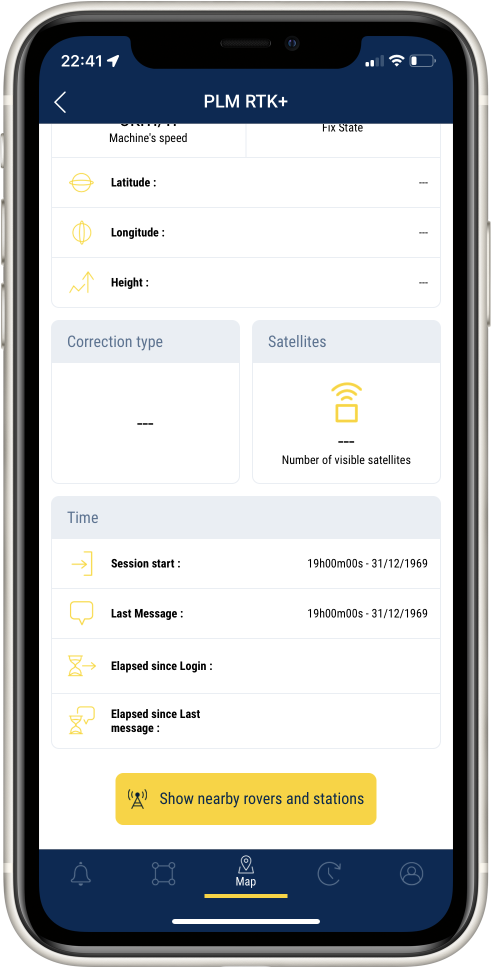 22:41
PLM RTK+
Machine's speed
Fix State
Latitude :
---
Longitude :
---
Height :
---
Correction type
Satellites
---
---
Number of visible satellites
Time
Session start :
19h00m00s - 31/12/1969
Last Message :
19h00m00s - 31/12/1969
Elapsed since Login :
Elapsed since Last
message :
Show nearby rovers and stations
Map